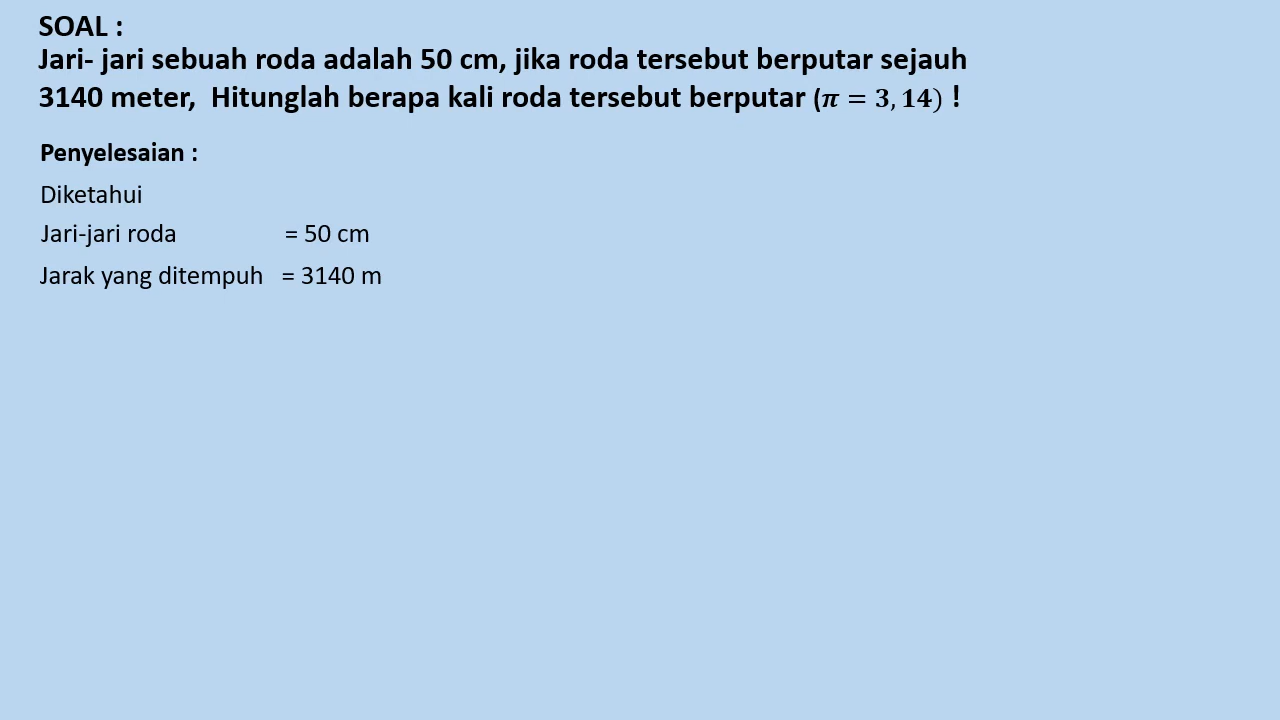 SOAL :
Jari- jari sebuah roda adalah 50 cm, jika roda tersebut berputar sejauh
3140 meter, Hitunglah berapa kali roda tersebut berputar (𝝅 = 3,14) !
Penyelesaian :
Diketahui
Jari-jari roda = 50 cm
Jarak yang ditempuh = 3140 m